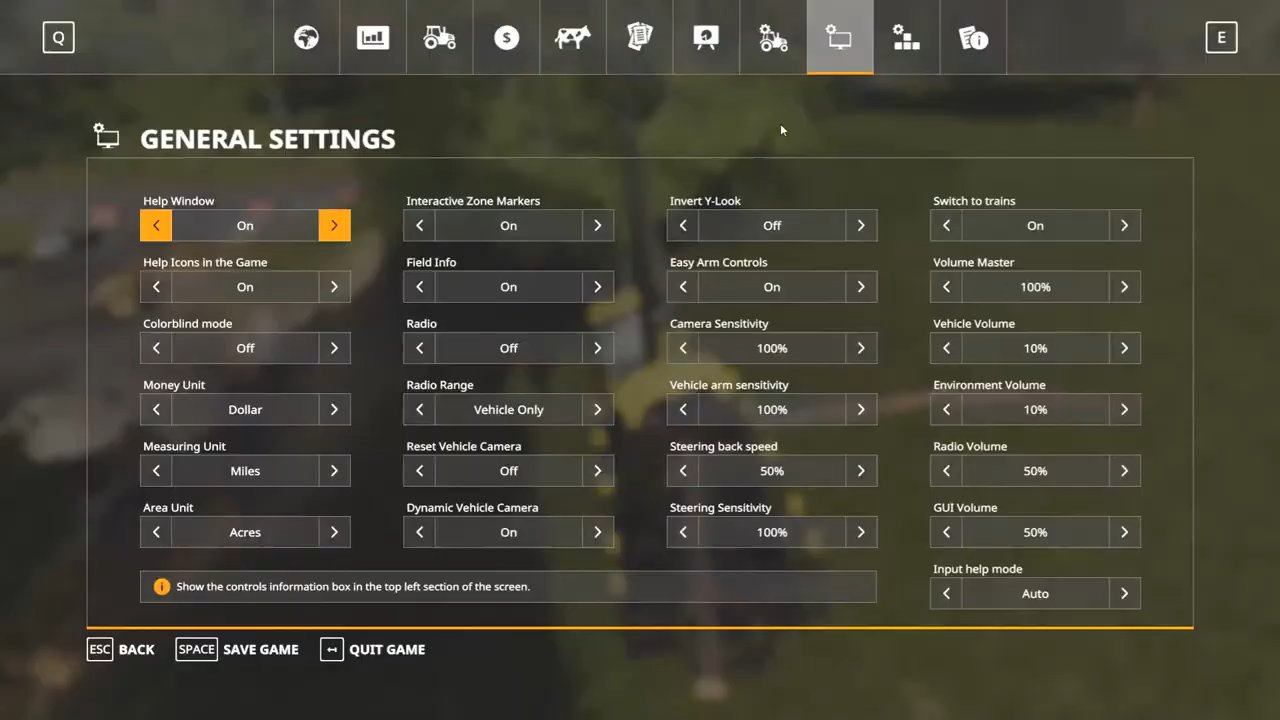 Q
$
E
GENERAL SETTINGS
Help Window
On
Help Icons in the Game
On
Colorblind mode
Off
Money Unit
Dollar
Measuring Unit
Miles
Area Unit
Acres
Interactive Zone Markers
On
Field Info
On
Radio
Off
Radio Range
Vehicle Only
Reset Vehicle Camera
Off
Dynamic Vehicle Camera
On
Invert Y-Look
Off
Easy Arm Controls
On
Camera Sensitivity
100%
Vehicle arm sensitivity
100%
Steering back speed
50%
Steering Sensitivity
100%
Switch to trains
On
Volume Master
100%
Vehicle Volume
10%
Environment Volume
10%
Radio Volume
50%
GUI Volume
50%
Input help mode
Auto
i Show the controls information box in the top left section of the screen.
ESC BACK SPACE SAVE GAME ↔ QUIT GAME